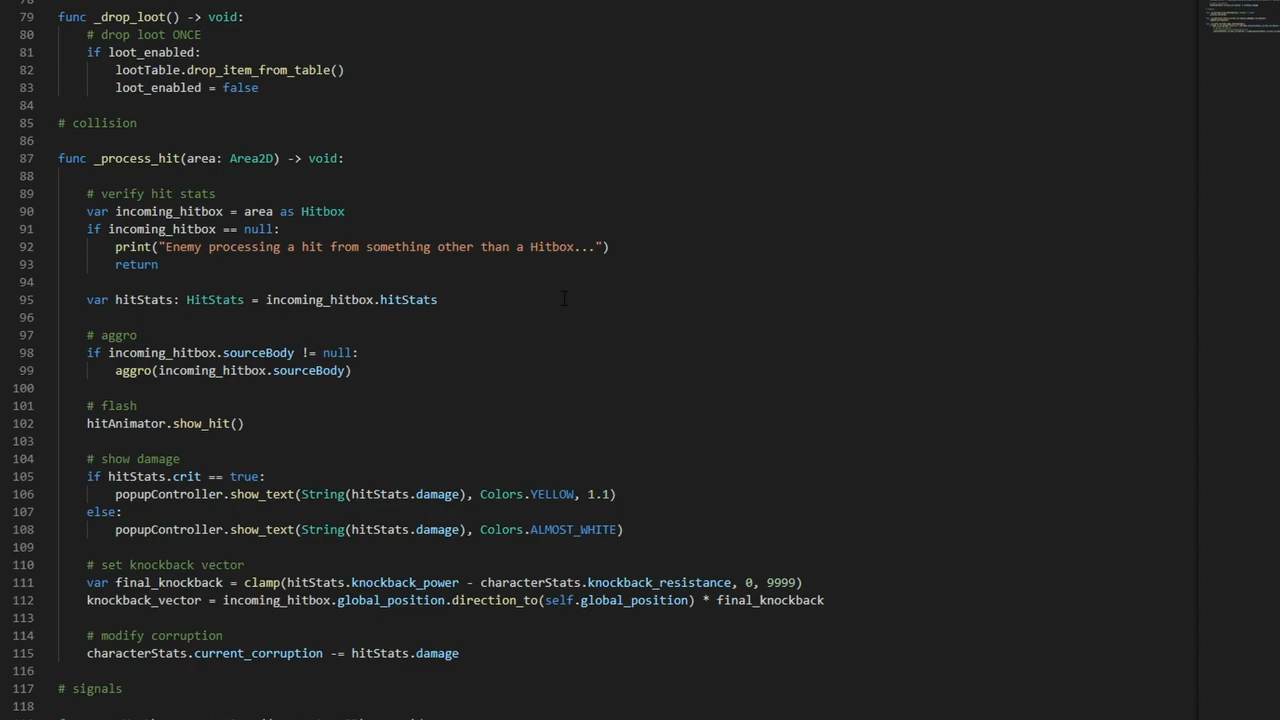 79 func _drop_loot() -> void:
80 # drop loot ONCE
81 if loot_enabled:
82 lootTable.drop_item_from_table()
83 loot_enabled = false
84
85 # collision
86
87 func _process_hit(area: Area2D) -> void:
88
89 # verify hit stats
90 var incoming_hitbox = area as Hitbox
91 if incoming_hitbox == null:
92 print("Enemy processing a hit from something other than a Hitbox...")
93 return
94
95 var hitStats: HitStats = incoming_hitbox.hitStats
96
97 # aggro
98 if incoming_hitbox.sourceBody != null:
99 aggro(incoming_hitbox.sourceBody)
100
101 # flash
102 hitAnimator.show_hit()
103
104 # show damage
105 if hitStats.crit == true:
106 popupController.show_text(String(hitStats.damage), Colors.YELLOW, 1.1)
107 else:
108 popupController.show_text(String(hitStats.damage), Colors.ALMOST_WHITE)
109
110 # set knockback vector
111 var final_knockback = clamp(hitStats.knockback_power - characterStats.knockback_resistance, 0, 9999)
112 knockback_vector = incoming_hitbox.global_position.direction_to(self.global_position) * final_knockback
113
114 # modify corruption
115 characterStats.current_corruption -= hitStats.damage
116
117 # signals
118